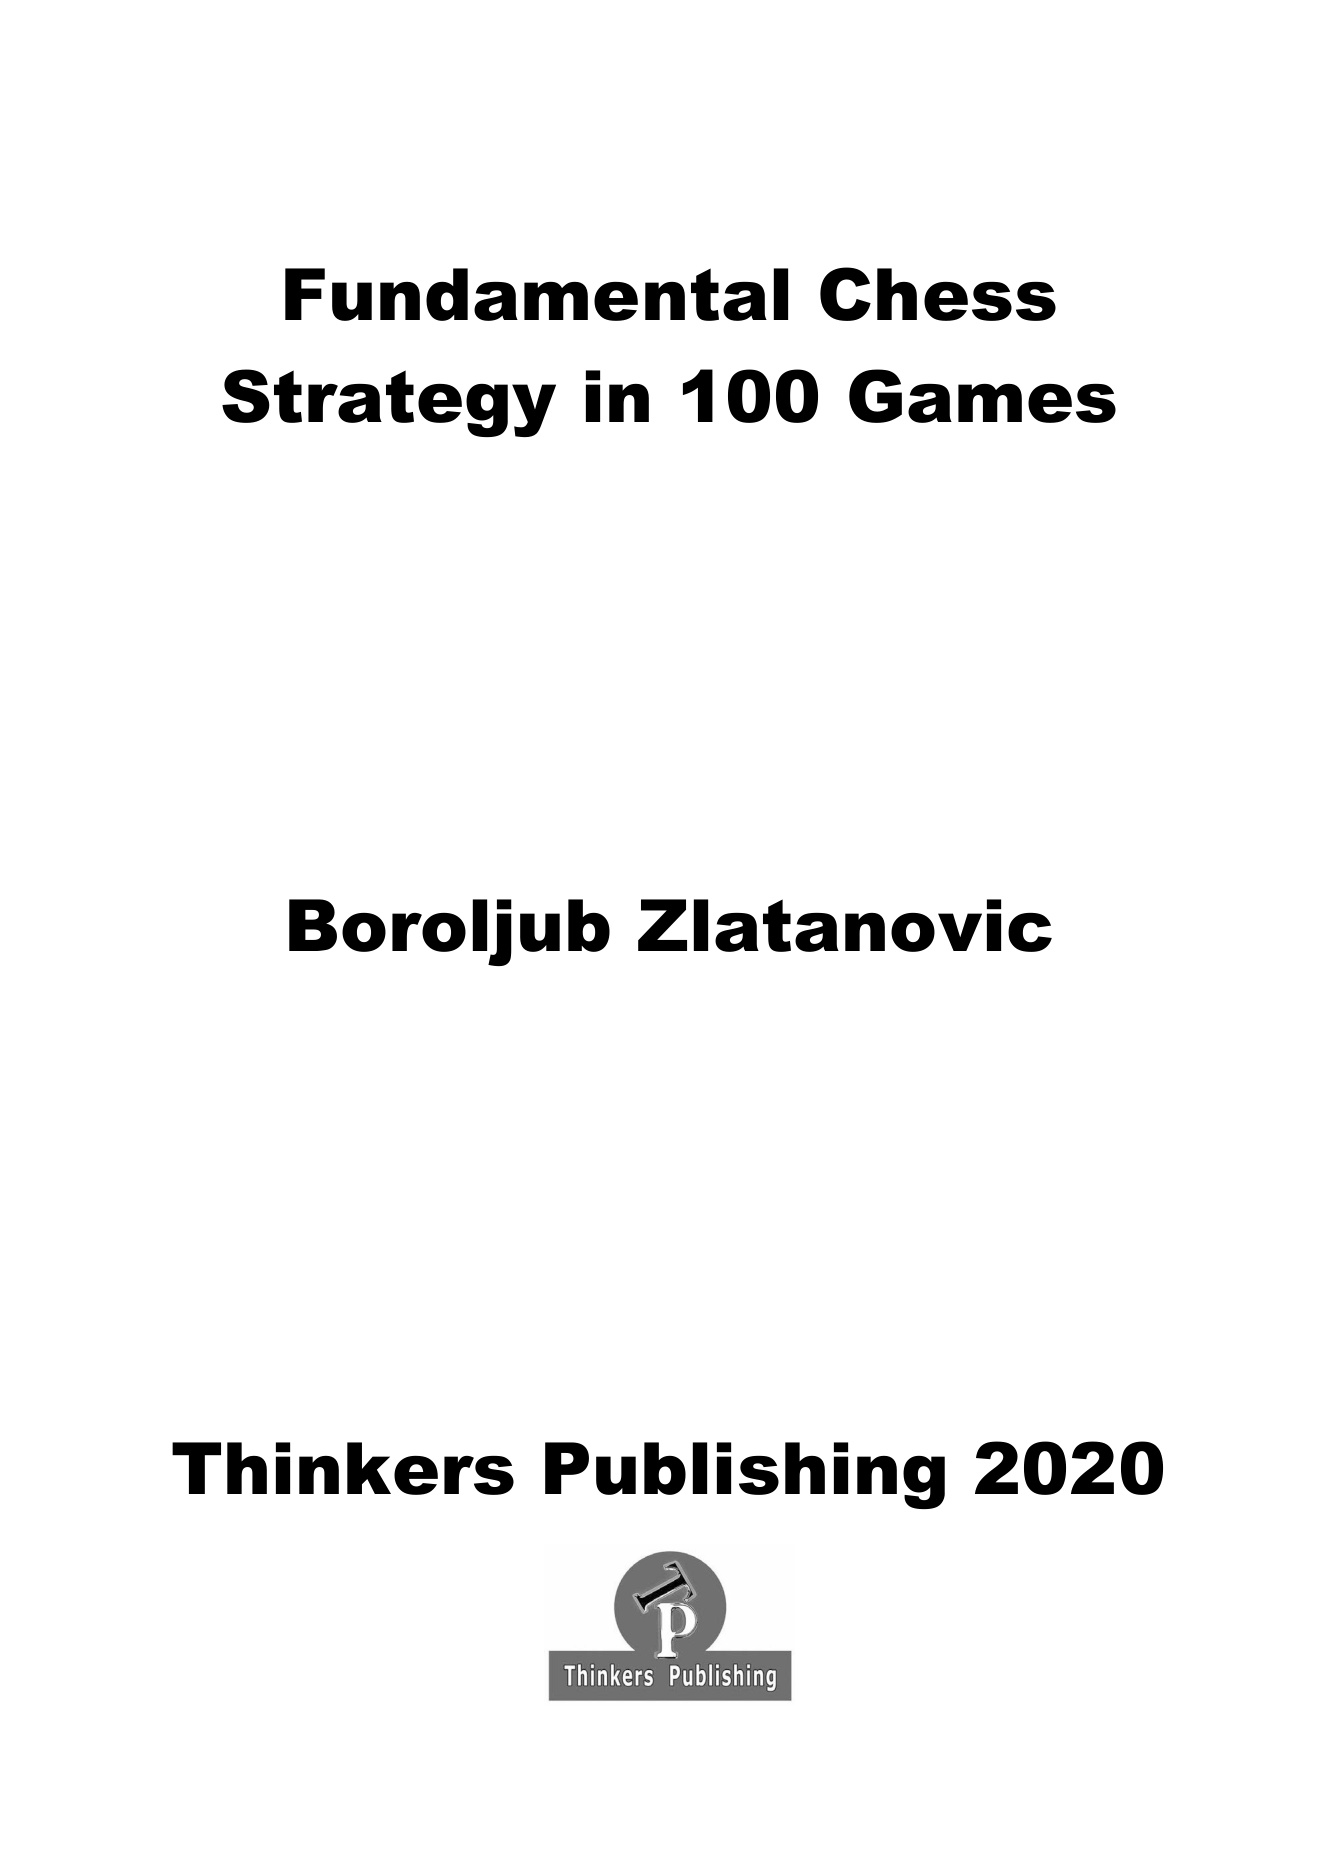 Fundamental Chess
Strategy in 100 Games
Boroljub Zlatanovic
Thinkers Publishing 2020
TP
Thinkers Publishing